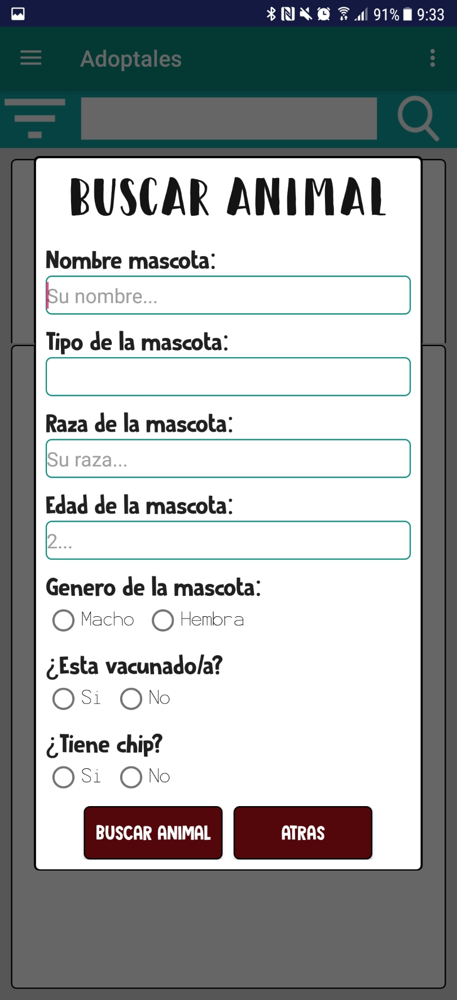 91% 9:33
Adoptales
BUSCAR ANIMAL
Nombre mascota:
Su nombre...
Tipo de la mascota:
Raza de la mascota:
Su raza...
Edad de la mascota:
2...
Genero de la mascota:
Macho Hembra
¿Esta vacunado/a?
Si No
¿Tiene chip?
Si No
BUSCAR ANIMAL ATRAS